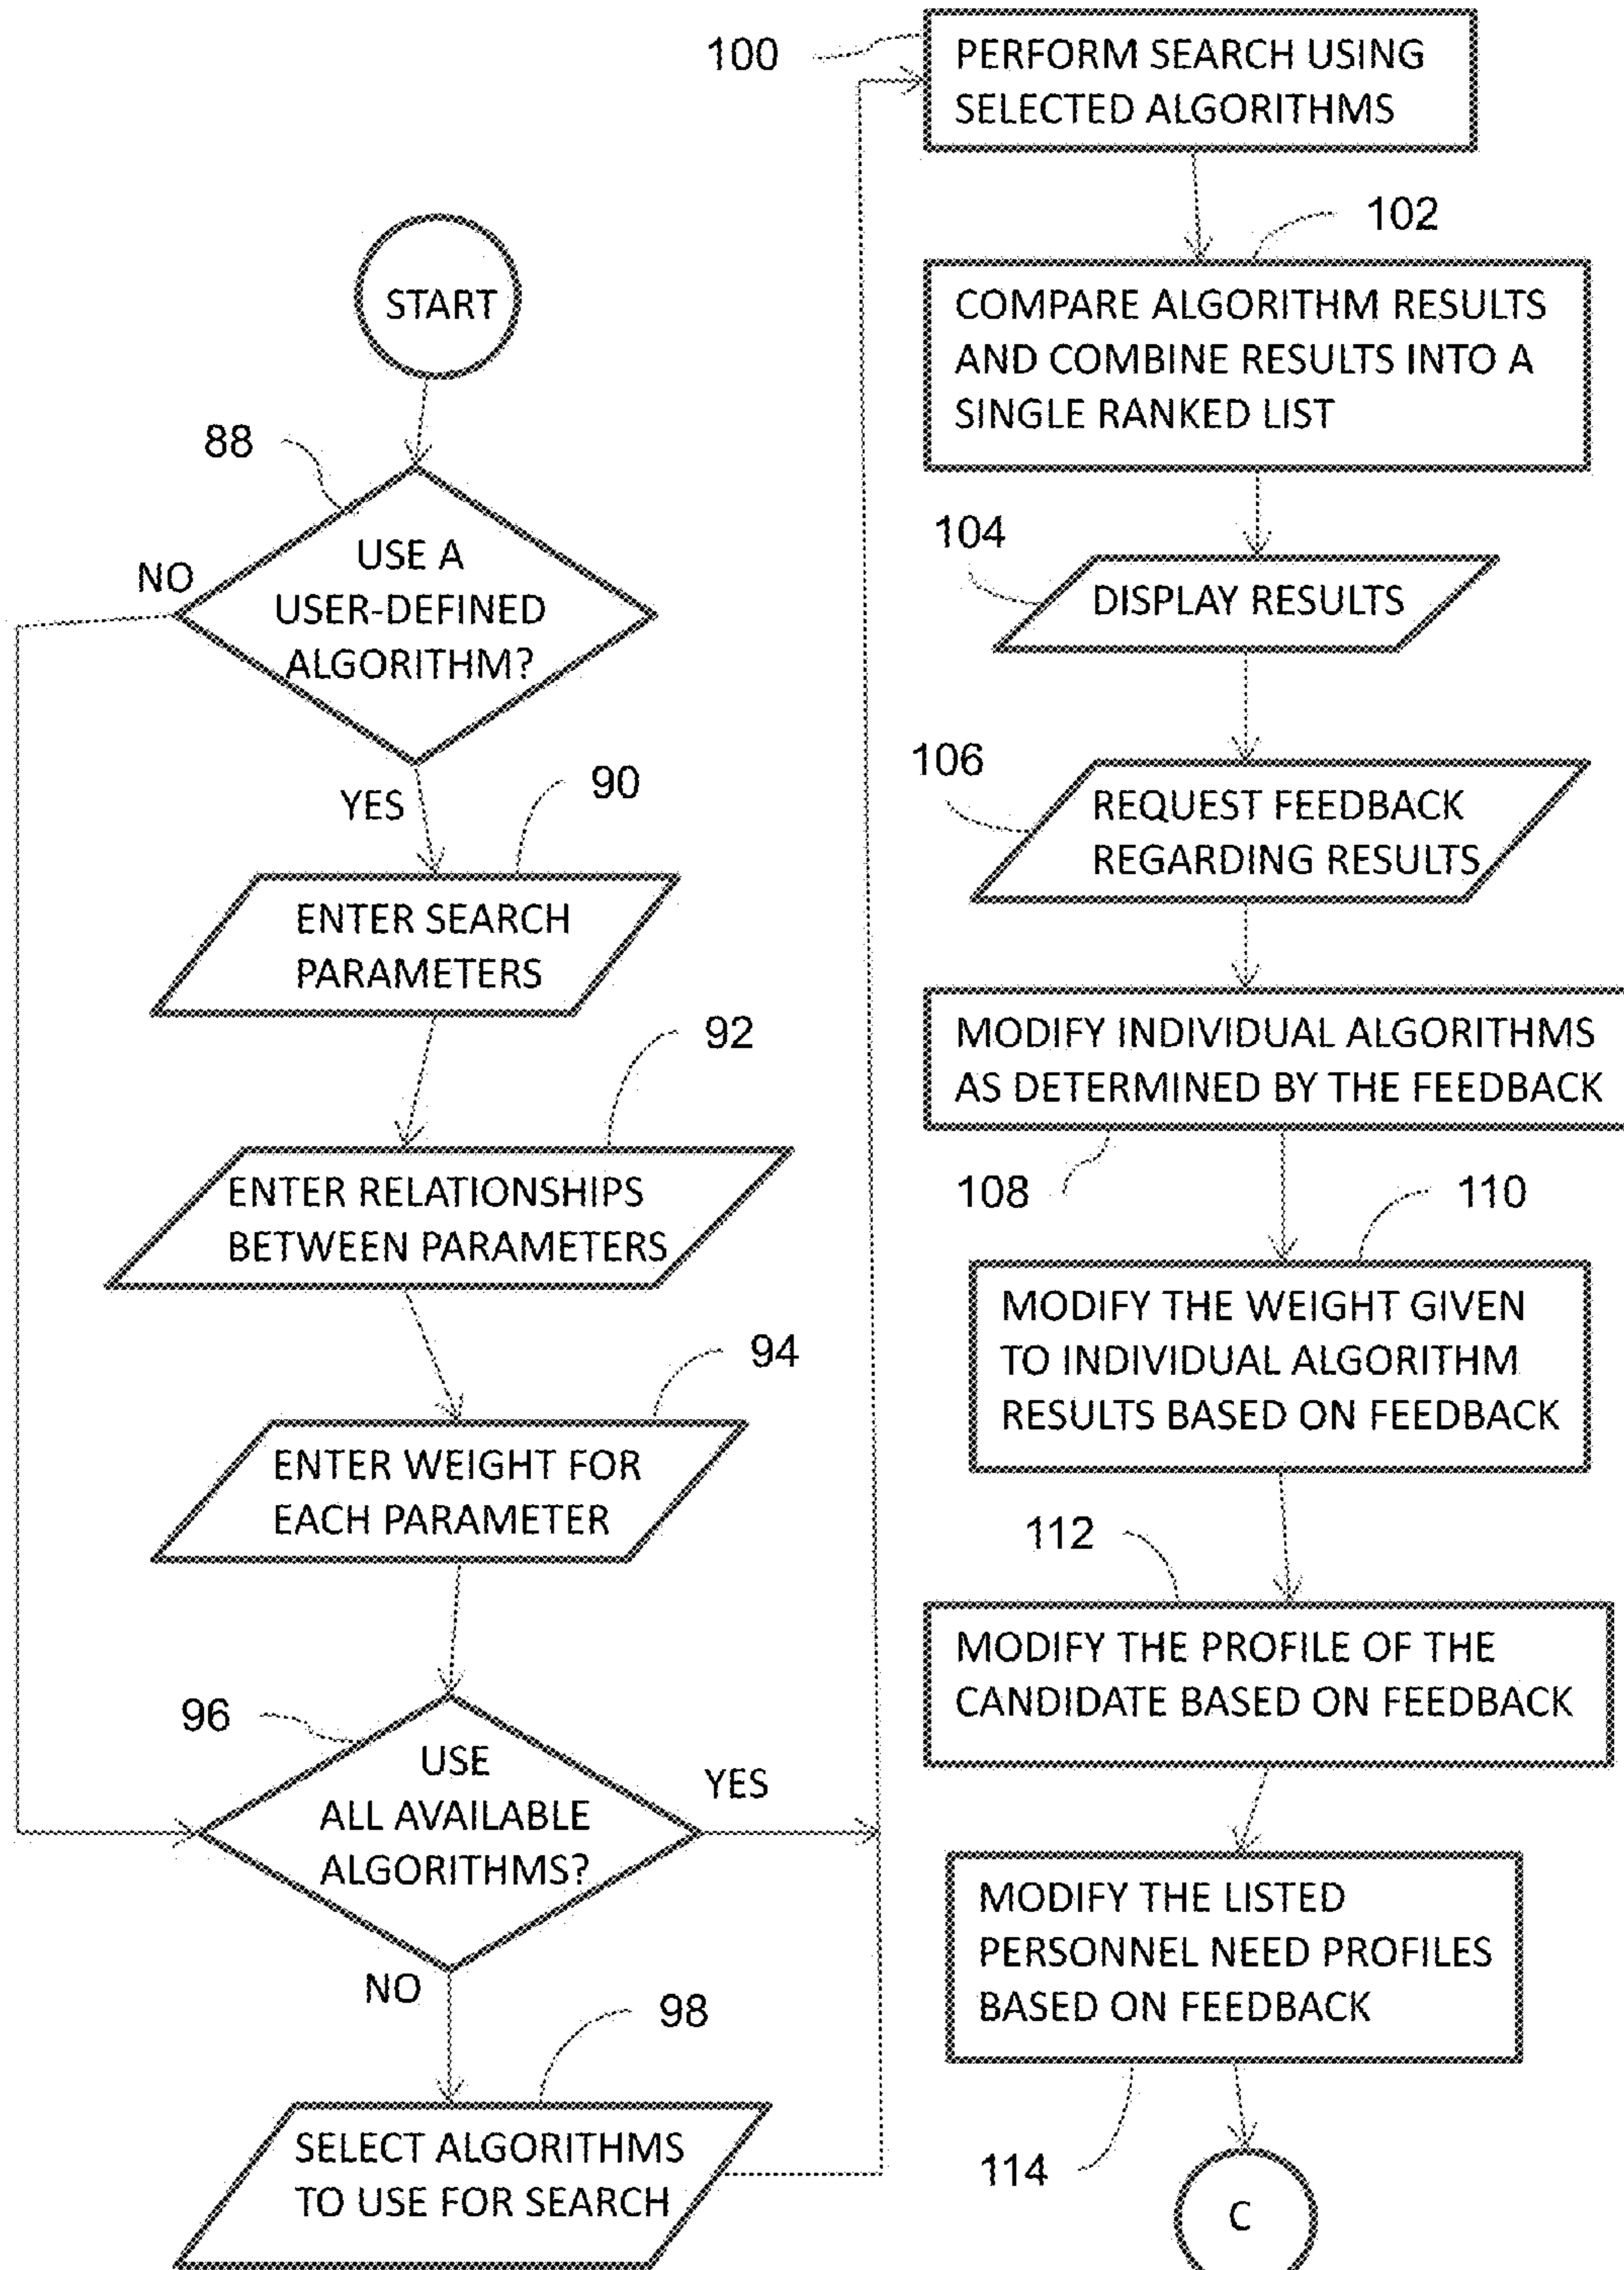 START
88
USE A
USER-DEFINED
ALGORITHM?
NO
YES
90
ENTER SEARCH
PARAMETERS
92
ENTER RELATIONSHIPS
BETWEEN PARAMETERS
94
ENTER WEIGHT FOR
EACH PARAMETER
96
USE
ALL AVAILABLE
ALGORITHMS?
YES
NO
98
SELECT ALGORITHMS
TO USE FOR SEARCH
100
PERFORM SEARCH USING
SELECTED ALGORITHMS
102
COMPARE ALGORITHM RESULTS
AND COMBINE RESULTS INTO A
SINGLE RANKED LIST
104
DISPLAY RESULTS
106
REQUEST FEEDBACK
REGARDING RESULTS
MODIFY INDIVIDUAL ALGORITHMS
AS DETERMINED BY THE FEEDBACK
108
110
MODIFY THE WEIGHT GIVEN
TO INDIVIDUAL ALGORITHM
RESULTS BASED ON FEEDBACK
112
MODIFY THE PROFILE OF THE
CANDIDATE BASED ON FEEDBACK
MODIFY THE LISTED
PERSONNEL NEED PROFILES
BASED ON FEEDBACK
114
C